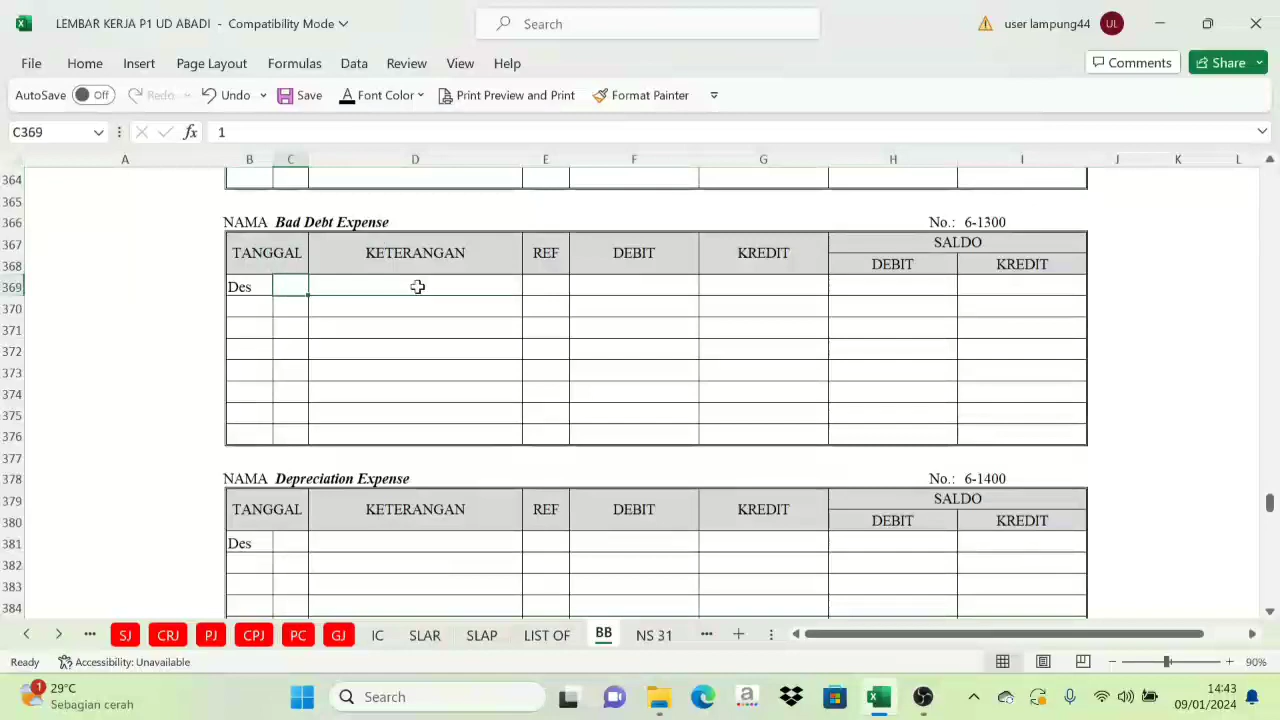 LEMBAR KERJA P1 UD ABADI - Compatibility Mode
Search
user lampung44
UL
File Home Insert Page Layout Formulas Data Review View Help
Comments
Share
AutoSave Off Redo Undo Save Font Color Print Preview and Print Format Painter
C369
fx 1
A B C D E F G H I J K L
364
365
366 NAMA Bad Debt Expense No.: 6-1300
367 TANGGAL KETERANGAN REF DEBIT KREDIT SALDO
368 DEBIT KREDIT
369 Des
370
371
372
373
374
375
376
377
378 NAMA Depreciation Expense No.: 6-1400
379 TANGGAL KETERANGAN REF DEBIT KREDIT SALDO
380 DEBIT KREDIT
381 Des
382
383
384
SJ CRJ PJ CPJ PC GJ IC SLAR SLAP LIST OF BB NS 31
Ready Accessibility: Unavailable 90%
1
29°C
Sebagian cerah
Search
a
14:43
09/01/2024